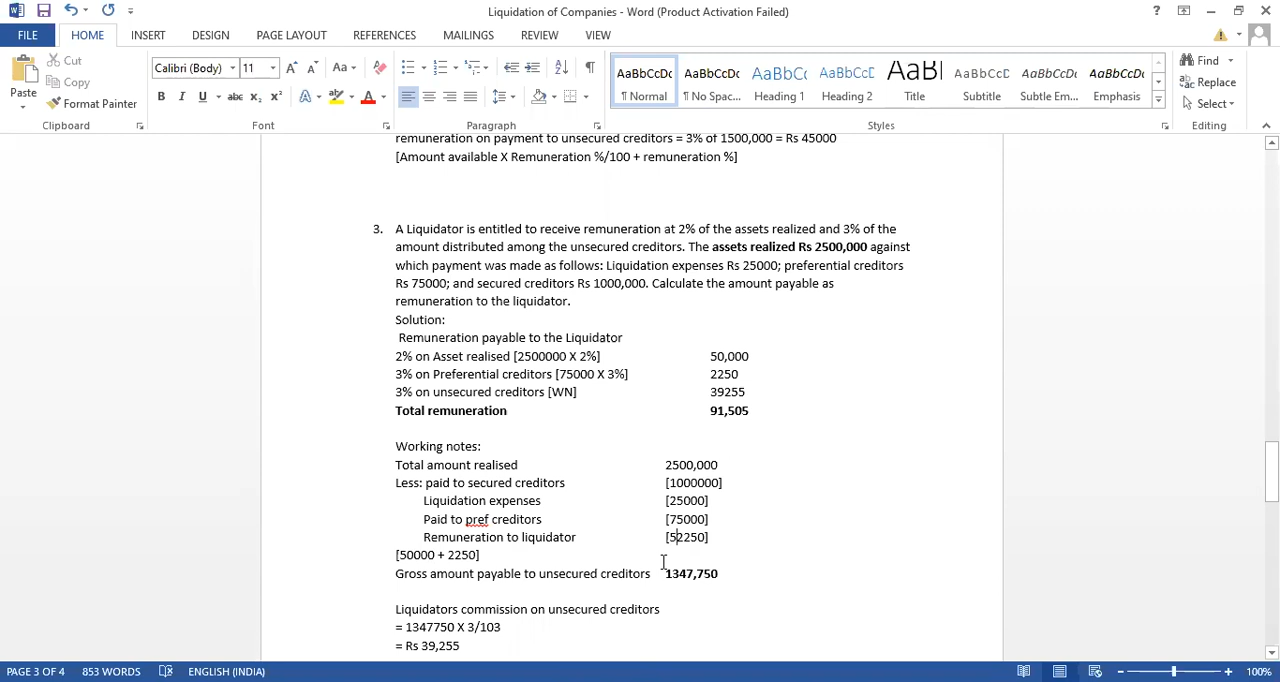 Liquidation of Companies - Word (Product Activation Failed)
FILE HOME INSERT DESIGN PAGE LAYOUT REFERENCES MAILINGS REVIEW VIEW
Paste
Cut
Copy
Format Painter
Clipboard
Calibri (Body) 11
Font
Paragraph
AaBbCcDc AaBbCcDc AaBbCc AaBbCcD AaBl AaBbCcD AaBbCcDc AaBbCcDc
¶ Normal ¶ No Spac... Heading 1 Heading 2 Title Subtitle Subtle Em... Emphasis
Styles
Find
Replace
Select
Editing
remuneration on payment to unsecured creditors = 3% of 1500,000 = Rs 45000
[Amount available X Remuneration %/100 + remuneration %]
3. A Liquidator is entitled to receive remuneration at 2% of the assets realized and 3% of the
amount distributed among the unsecured creditors. The assets realized Rs 2500,000 against
which payment was made as follows: Liquidation expenses Rs 25000; preferential creditors
Rs 75000; and secured creditors Rs 1000,000. Calculate the amount payable as
remuneration to the liquidator.
Solution:
Remuneration payable to the Liquidator
2% on Asset realised [2500000 X 2%] 50,000
3% on Preferential creditors [75000 X 3%] 2250
3% on unsecured creditors [WN] 39255
Total remuneration 91,505
Working notes:
Total amount realised 2500,000
Less: paid to secured creditors [1000000]
Liquidation expenses [25000]
Paid to pref creditors [75000]
Remuneration to liquidator [52250]
[50000 + 2250]
Gross amount payable to unsecured creditors 1347,750
Liquidators commission on unsecured creditors
= 1347750 X 3/103
= Rs 39,255
PAGE 3 OF 4 853 WORDS ENGLISH (INDIA) 100%